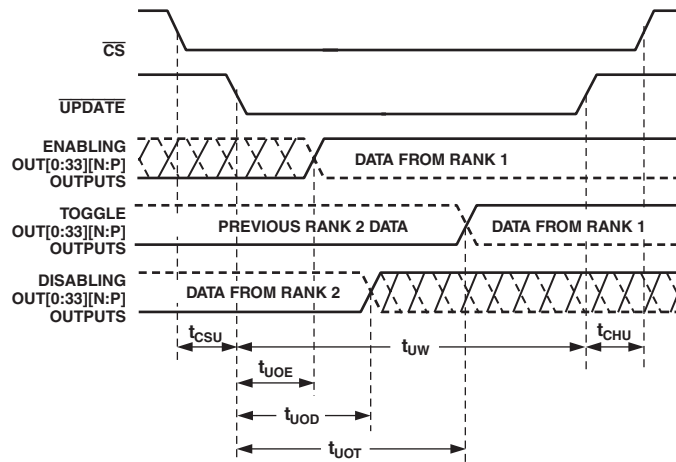 CS
UPDATE
ENABLING
OUT[0:33][N:P]
OUTPUTS
DATA FROM RANK 1
TOGGLE
OUT[0:33][N:P]
OUTPUTS
PREVIOUS RANK 2 DATA
DATA FROM RANK 1
DISABLING
OUT[0:33][N:P]
OUTPUTS
DATA FROM RANK 2
tCSU
tUW
tCHU
tUOE
tUOD
tUOT